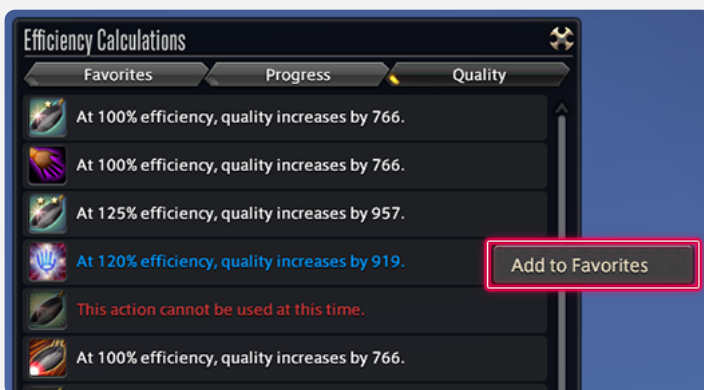 Efficiency Calculations
Favorites Progress Quality
At 100% efficiency, quality increases by 766.
At 100% efficiency, quality increases by 766.
At 125% efficiency, quality increases by 957.
At 120% efficiency, quality increases by 919.
Add to Favorites
This action cannot be used at this time.
At 100% efficiency, quality increases by 766.